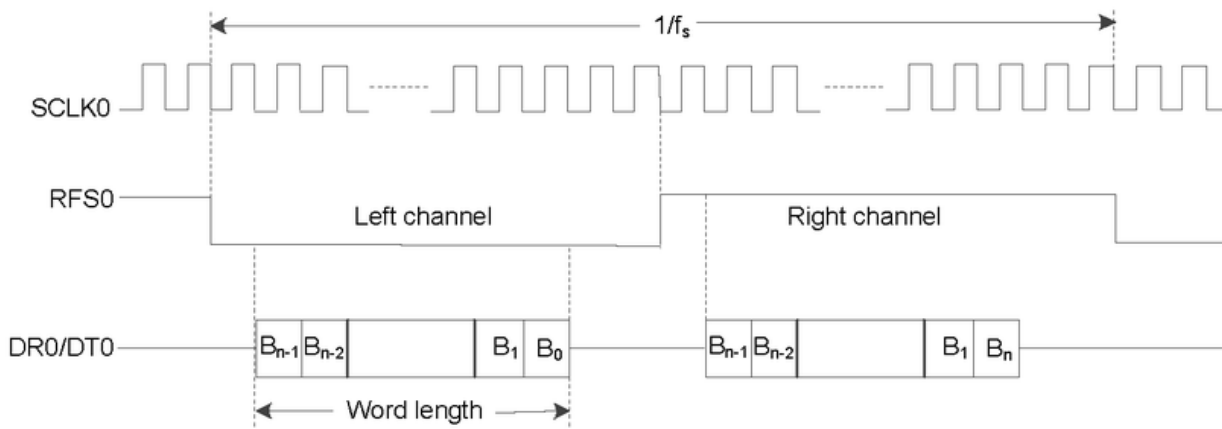 1/fs
SCLK0
RFS0
Left channel
Right channel
DR0/DT0
Bn-1 Bn-2 B1 B0
Bn-1 Bn-2 B1 Bn
Word length